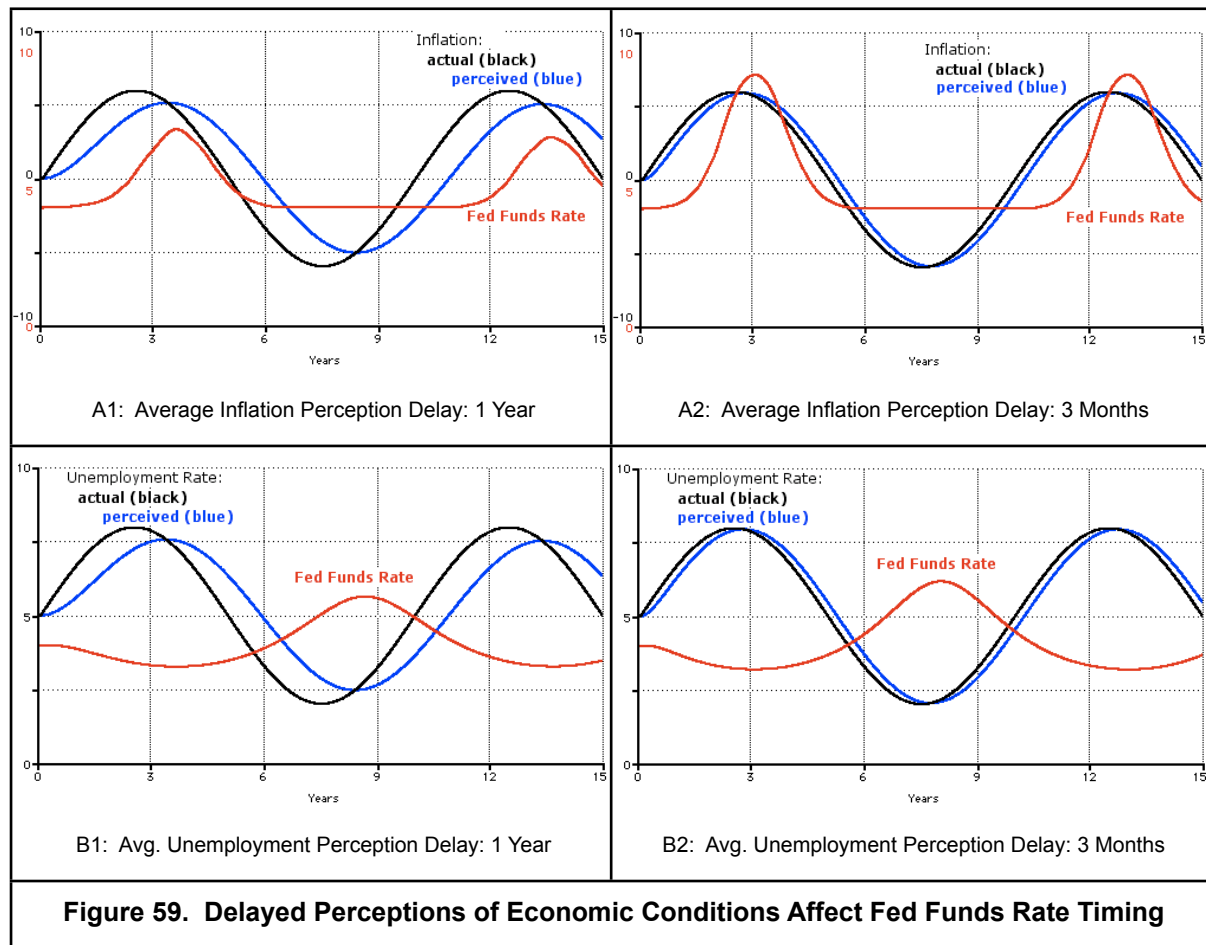 10
10
Inflation:
actual (black)
perceived (blue)
0
5
Fed Funds Rate
-10
0
0 3 6 9 12 15
Years
A1: Average Inflation Perception Delay: 1 Year
10
10
Inflation:
actual (black)
perceived (blue)
0
5
Fed Funds Rate
-10
0
0 3 6 9 12 15
Years
A2: Average Inflation Perception Delay: 3 Months
10
Unemployment Rate:
actual (black)
perceived (blue)
Fed Funds Rate
5
0
0 3 6 9 12 15
Years
B1: Avg. Unemployment Perception Delay: 1 Year
10
Unemployment Rate:
actual (black)
perceived (blue)
Fed Funds Rate
5
0
0 3 6 9 12 15
Years
B2: Avg. Unemployment Perception Delay: 3 Months
Figure 59. Delayed Perceptions of Economic Conditions Affect Fed Funds Rate Timing